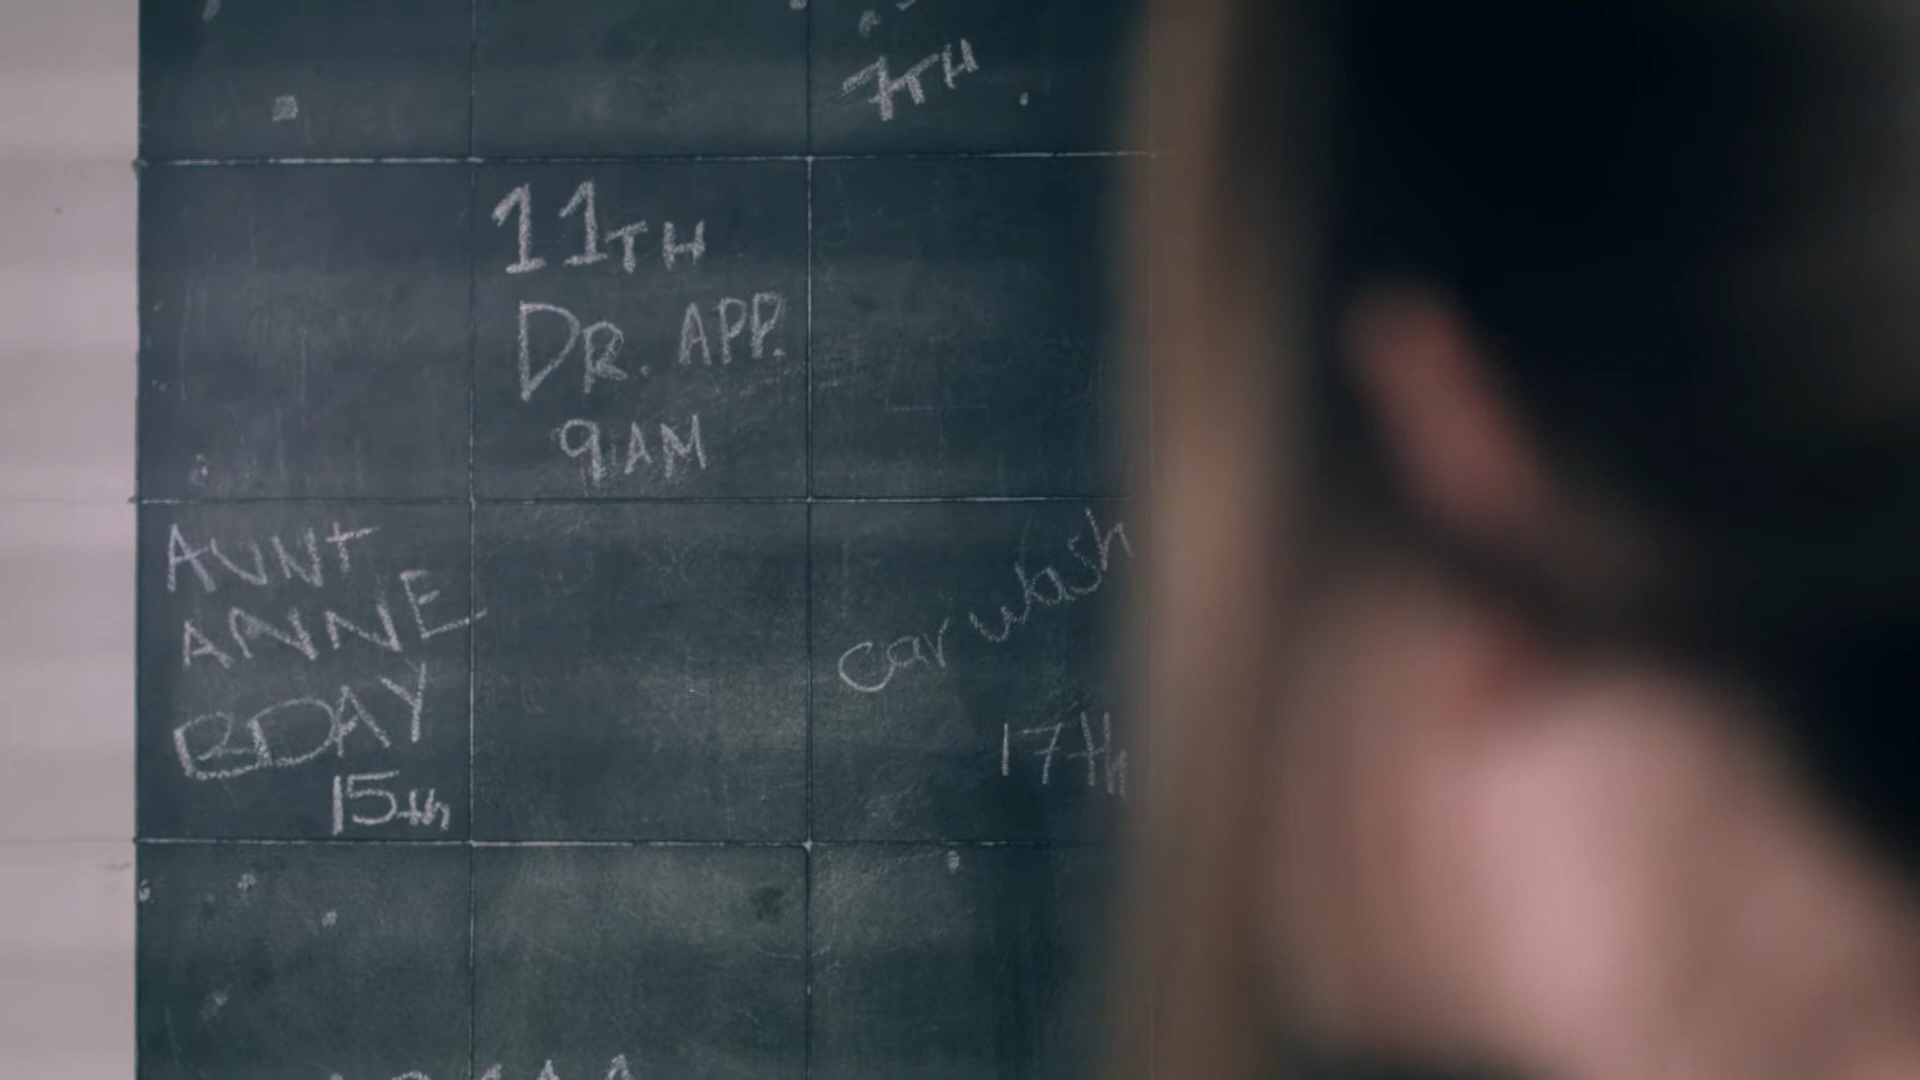 7TH
11TH
DR. APP.
9AM
AUNT
ANNE
BDAY
15th
car wash
17th